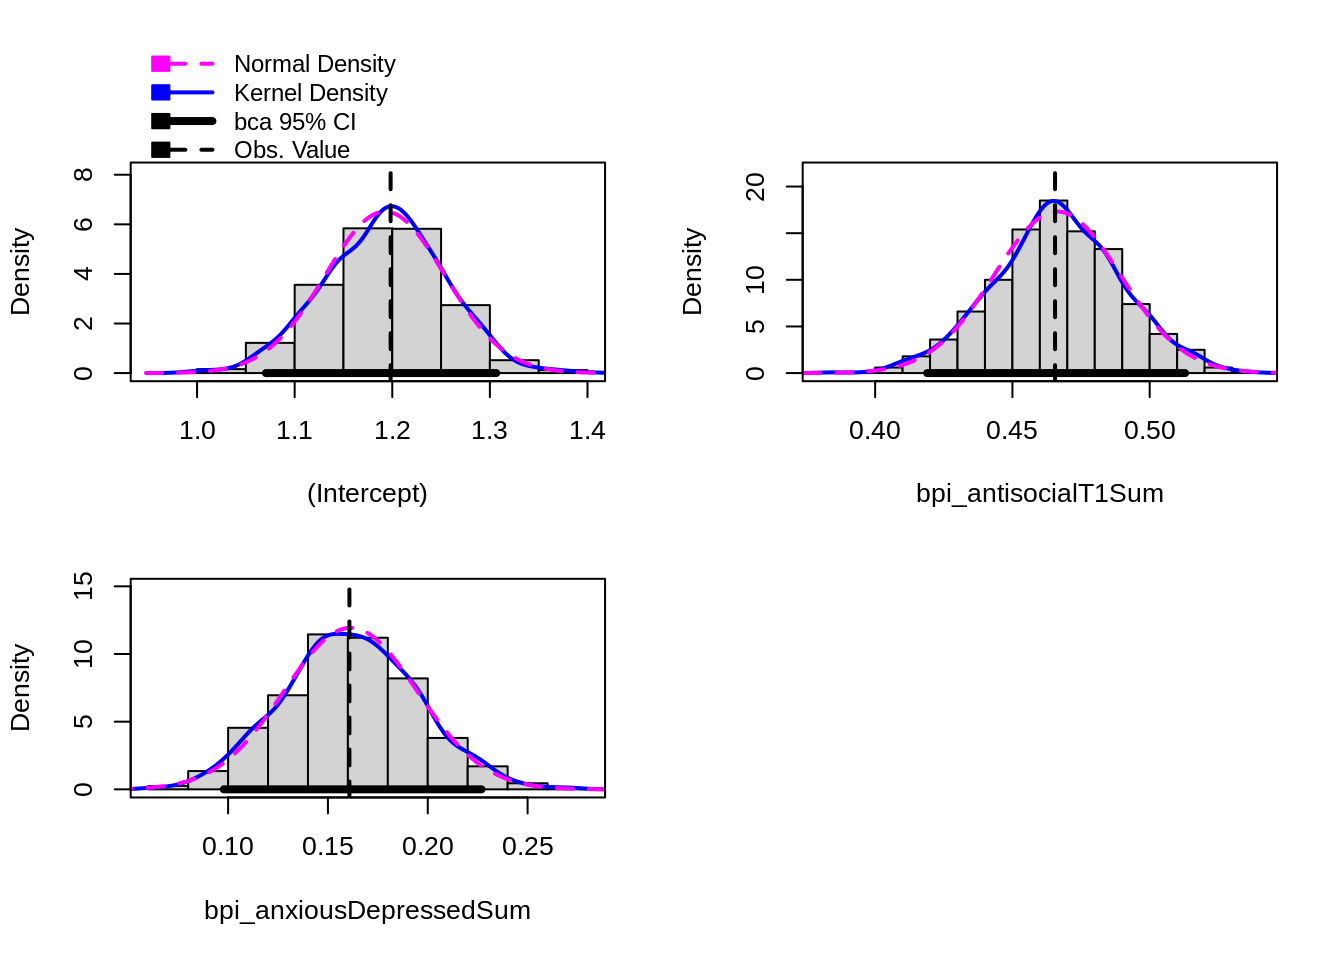 Normal Density
Kernel Density
bca 95% CI
Obs. Value
Density
0 2 4 6 8
1.0 1.1 1.2 1.3 1.4
(Intercept)
Density
0 5 10 20
0.40 0.45 0.50
bpi_antisocialT1Sum
Density
0 5 10 15
0.10 0.15 0.20 0.25
bpi_anxiousDepressedSum